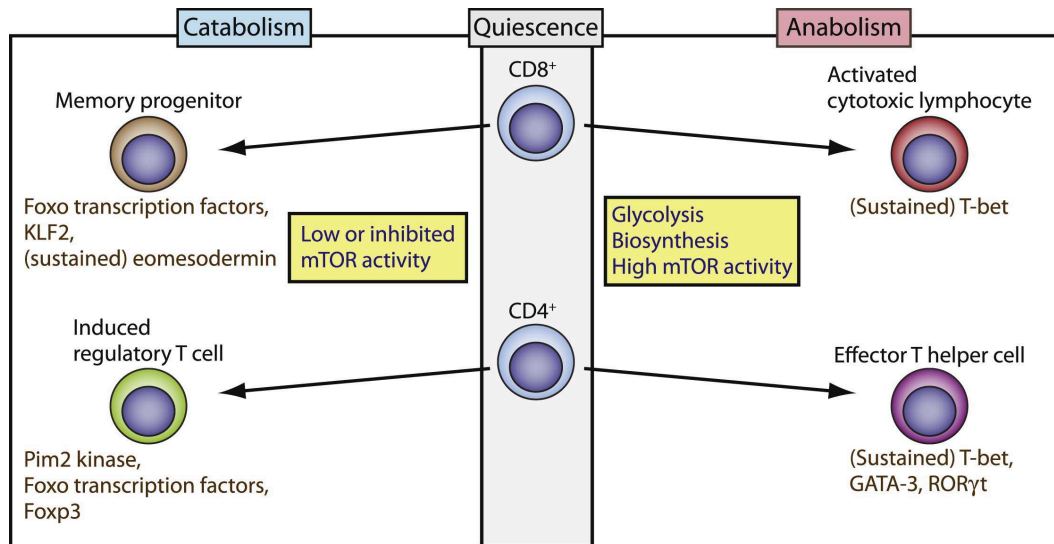 Catabolism
Quiescence
Anabolism
Memory progenitor
Foxo transcription factors,
KLF2,
(sustained) eomesodermin
CD8+
Activated
cytotoxic lymphocyte
(Sustained) T-bet
Low or inhibited
mTOR activity
Glycolysis
Biosynthesis
High mTOR activity
Induced
regulatory T cell
Pim2 kinase,
Foxo transcription factors,
Foxp3
CD4+
Effector T helper cell
(Sustained) T-bet,
GATA-3, RORγt